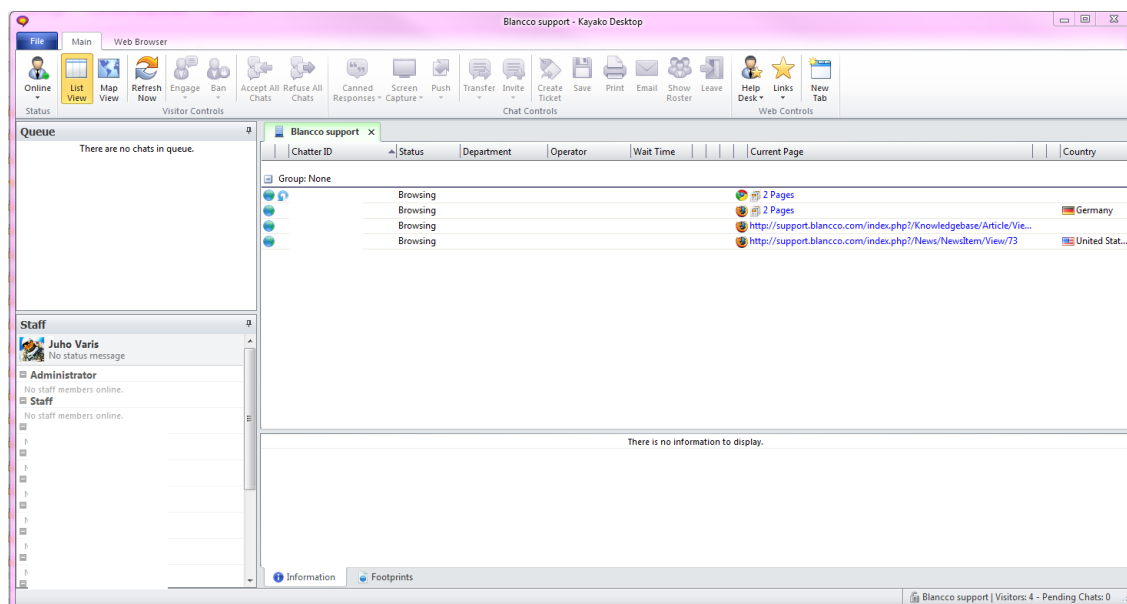 Blancco support - Kayako Desktop
File Main Web Browser
Online List View Map View Refresh Now Engage Ban Accept All Chats Refuse All Chats Canned Responses Screen Capture Push Transfer Invite Create Ticket Save Print Email Show Roster Leave Help Desk Links New Tab
Status Visitor Controls Chat Controls Web Controls
Queue
There are no chats in queue.
Blancco support x
Chatter ID Status Department Operator Wait Time Current Page Country
Group: None
Browsing 2 Pages
Browsing 2 Pages Germany
Browsing http://support.blancco.com/index.php?/Knowledgebase/Article/Vie...
Browsing http://support.blancco.com/index.php?/News/NewsItem/View/73 United Stat...
Staff
Juho Varis
No status message
Administrator
No staff members online.
Staff
No staff members online.
There is no information to display.
Information Footprints
Blancco support | Visitors: 4 - Pending Chats: 0